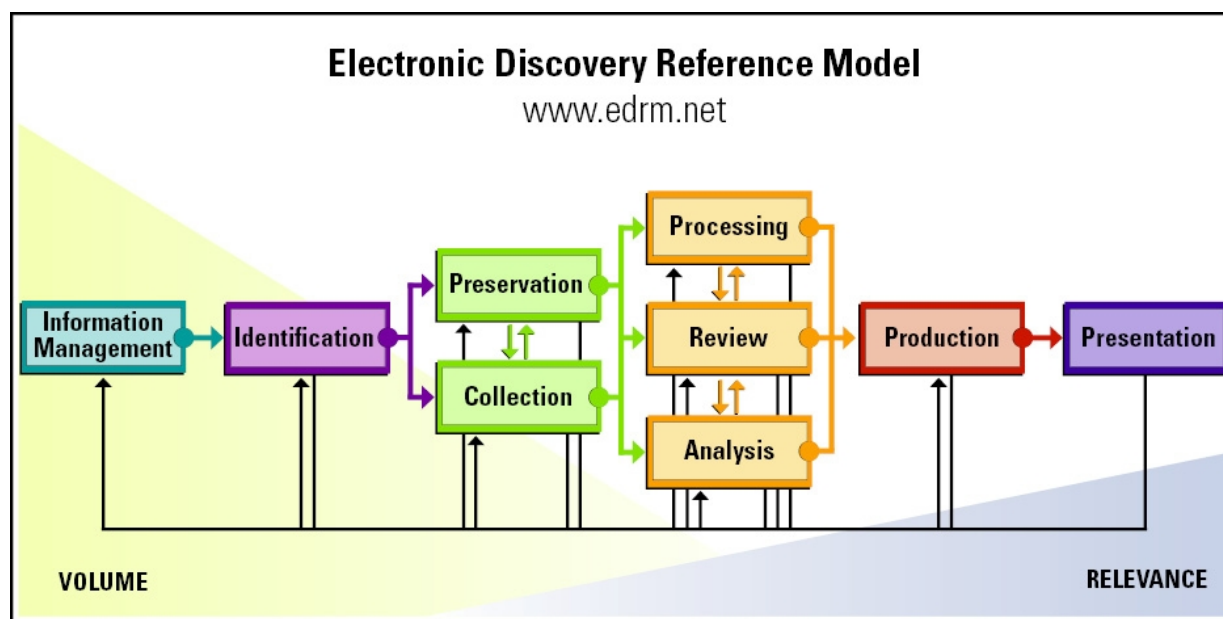 Electronic Discovery Reference Model
www.edrm.net
Processing
Preservation
Information
Management
Identification
Review
Production
Presentation
Collection
Analysis
VOLUME
RELEVANCE